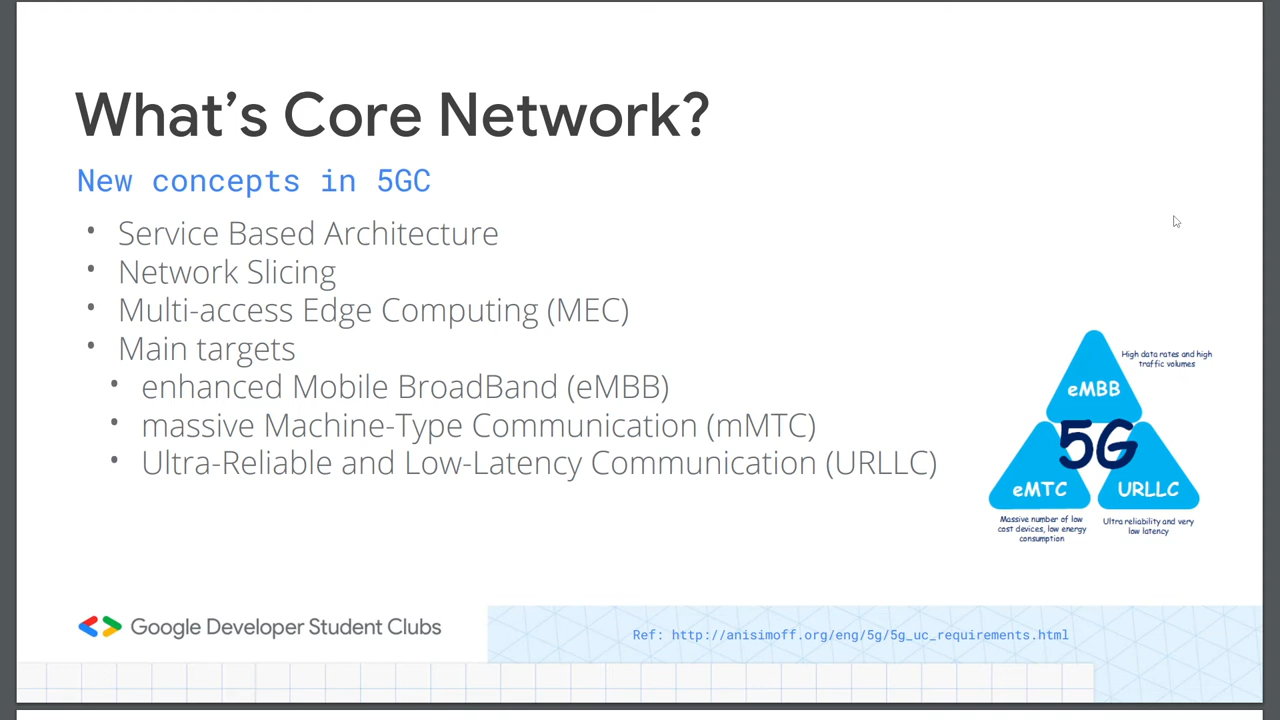 What's Core Network?
New concepts in 5GC
• Service Based Architecture
• Network Slicing
• Multi-access Edge Computing (MEC)
• Main targets
• enhanced Mobile BroadBand (eMBB)
• massive Machine-Type Communication (mMTC)
• Ultra-Reliable and Low-Latency Communication (URLLC)
High data rates and high
traffic volumes
eMBB
5G
eMTC
URLLC
Massive number of low
cost devices, low energy
consumption
Ultra reliability and very
low latency
Google Developer Student Clubs
Ref: http://anisimoff.org/eng/5g/5g_uc_requirements.html